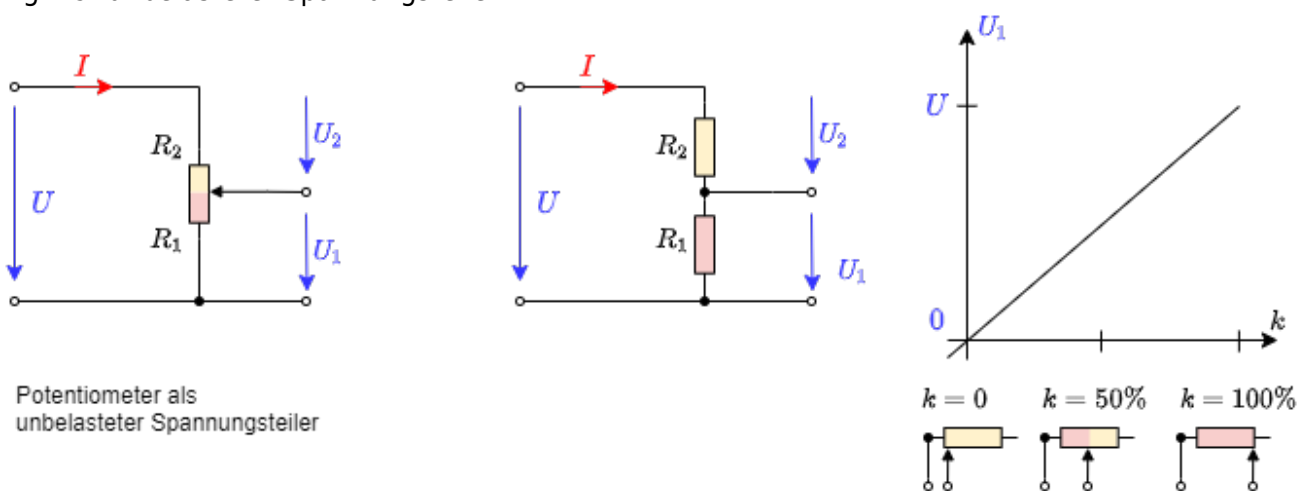 I
U
R₂
R₁
U₂
U₁
Potentiometer als
unbelasteter Spannungsteiler
I
U
R₂
R₁
U₂
U₁
U₁
U
0
k
k = 0 k = 50% k = 100%